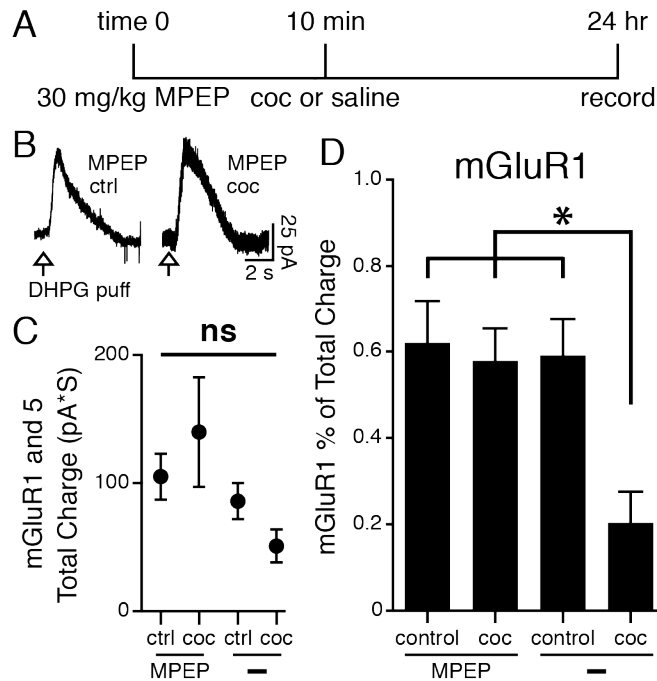 A
time 0 10 min 24 hr
30 mg/kg MPEP coc or saline record
B
MPEP
ctrl
MPEP
coc
25 pA
2 s
DHPG puff
C
ns
mGluR1 and 5
Total Charge (pA*S)
200
100
0
ctrl coc ctrl coc
MPEP –
D
mGluR1
*
mGluR1 % of Total Charge
1.0
0.8
0.6
0.4
0.2
0
control coc control coc
MPEP –